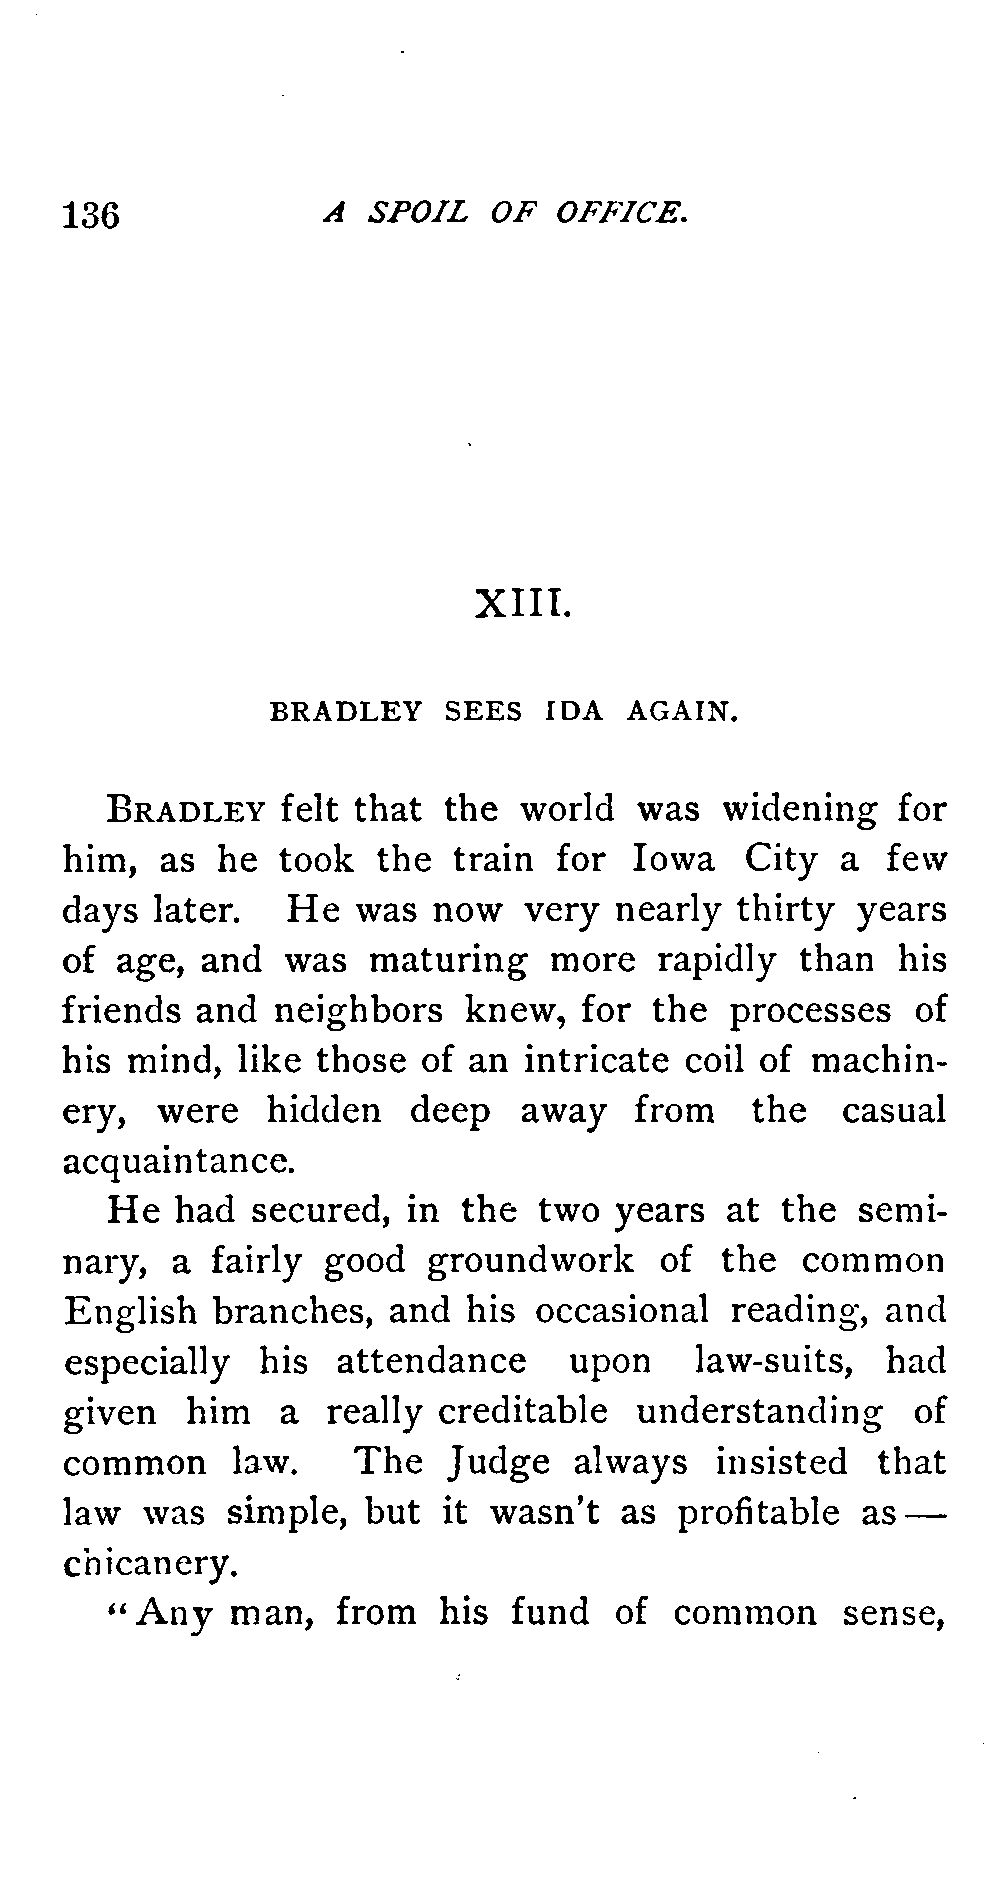 136 A SPOIL OF OFFICE.
XIII.
BRADLEY SEES IDA AGAIN.
BRADLEY felt that the world was widening for
him, as he took the train for Iowa City a few
days later. He was now very nearly thirty years
of age, and was maturing more rapidly than his
friends and neighbors knew, for the processes of
his mind, like those of an intricate coil of machin-
ery, were hidden deep away from the casual
acquaintance.
He had secured, in the two years at the semi-
nary, a fairly good groundwork of the common
English branches, and his occasional reading, and
especially his attendance upon law-suits, had
given him a really creditable understanding of
common law. The Judge always insisted that
law was simple, but it wasn't as profitable as —
chicanery.
“Any man, from his fund of common sense,